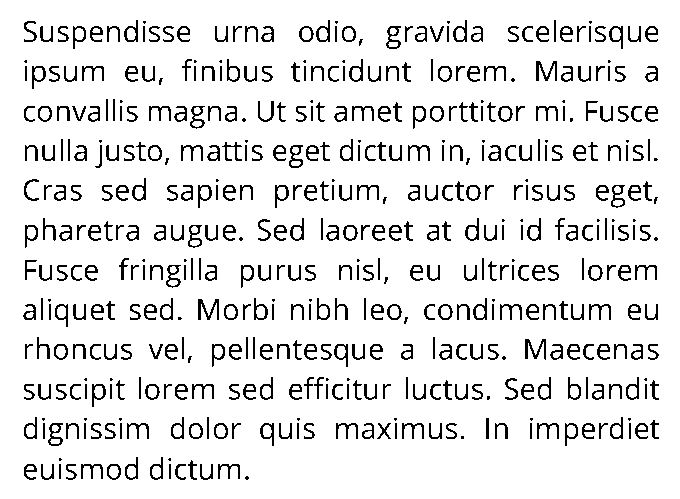 Suspendisse urna odio, gravida scelerisque
ipsum eu, finibus tincidunt lorem. Mauris a
convallis magna. Ut sit amet porttitor mi. Fusce
nulla justo, mattis eget dictum in, iaculis et nisl.
Cras sed sapien pretium, auctor risus eget,
pharetra augue. Sed laoreet at dui id facilisis.
Fusce fringilla purus nisl, eu ultrices lorem
aliquet sed. Morbi nibh leo, condimentum eu
rhoncus vel, pellentesque a lacus. Maecenas
suscipit lorem sed efficitur luctus. Sed blandit
dignissim dolor quis maximus. In imperdiet
euismod dictum.